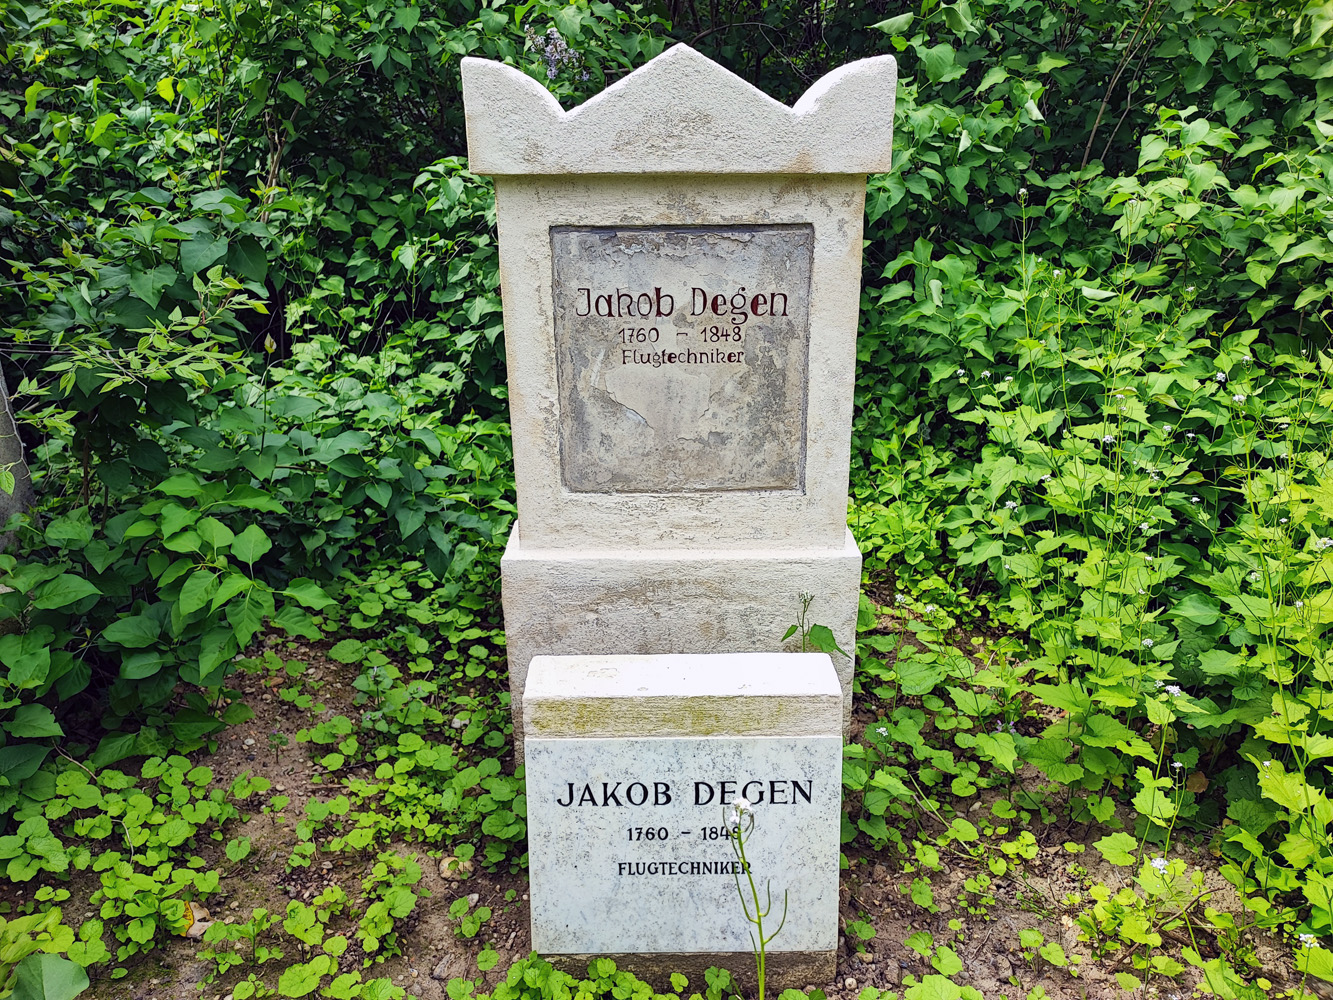 Jakob Degen
1760 – 1848
Flugtechniker
JAKOB DEGEN
1760 – 1848
FLUGTECHNIKER